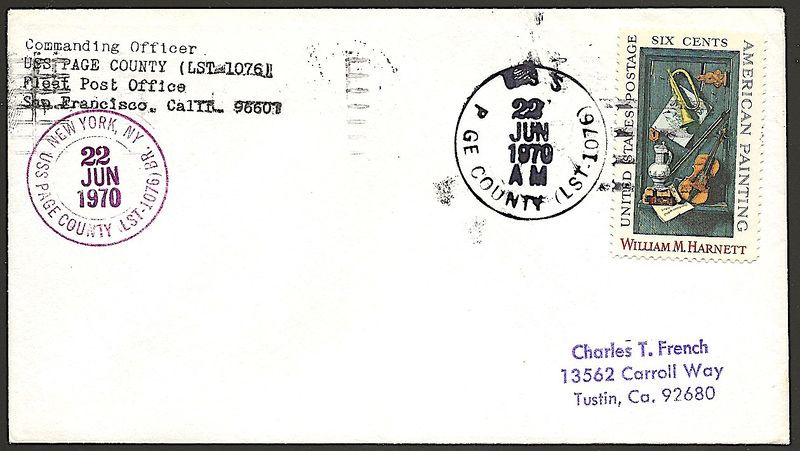 Commanding Officer
USS PAGE COUNTY (LST-1076)
Fleet Post Office
San Francisco, Calif. 96601
NEW YORK, NY. BR.
22
JUN
1970
USS PAGE COUNTY (LST-1076)
S
22
JUN
1970
AM
P GE COUNTY (LST-1076)
SIX CENTS
UNITED STATES POSTAGE
AMERICAN PAINTING
WILLIAM M. HARNETT
Charles T. French
13562 Carroll Way
Tustin, Ca. 92680